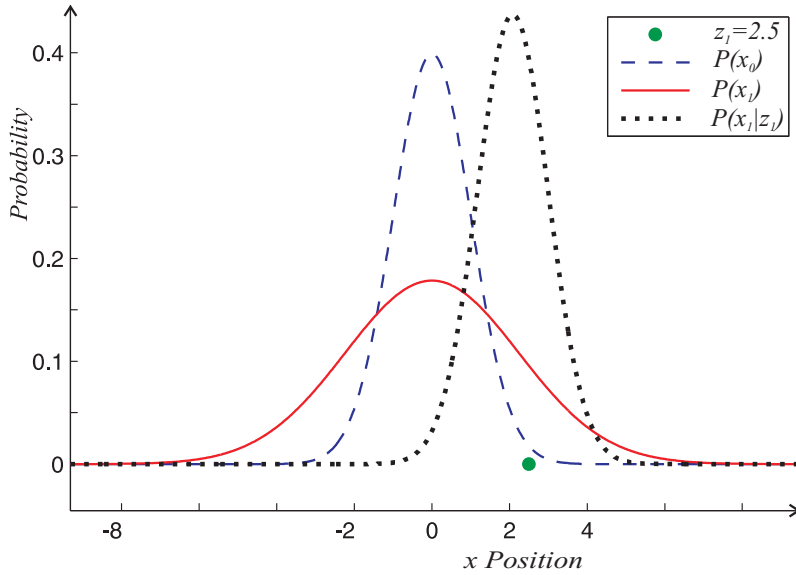 z₁=2.5
P(x₀)
P(x₁)
P(x₁|z₁)
Probability
0.4
0.3
0.2
0.1
0
-8 -2 0 2 4
x Position